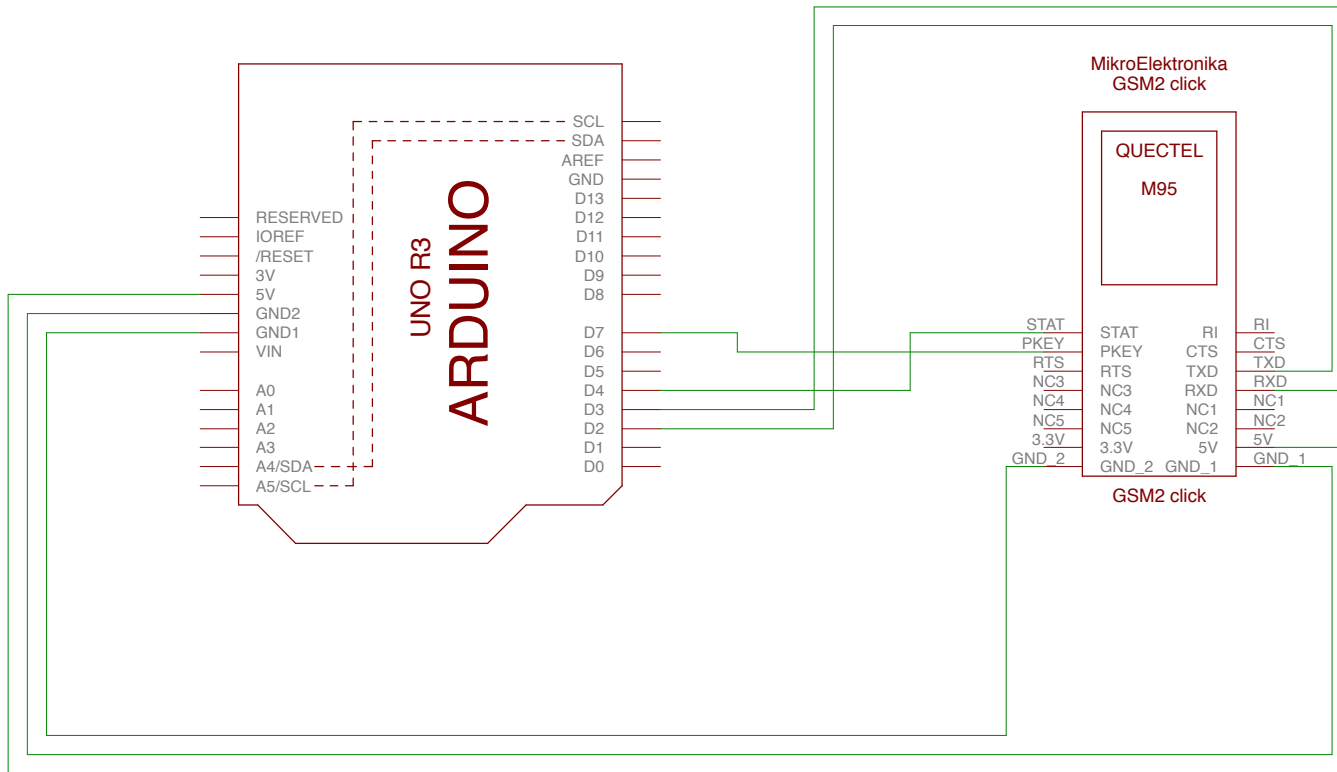 MikroElektronika
GSM2 click
QUECTEL
M95
SCL
SDA
AREF
GND
D13
D12
D11
D10
D9
D8
D7
D6
D5
D4
D3
D2
D1
D0
RESERVED
IOREF
/RESET
3V
5V
GND2
GND1
VIN
A0
A1
A2
A3
A4/SDA
A5/SCL
UNO R3
ARDUINO
STAT
PKEY
RTS
NC3
NC4
NC5
3.3V
GND_2
STAT
PKEY
RTS
NC3
NC4
NC5
3.3V
GND_2
RI
CTS
TXD
RXD
NC1
NC2
5V
GND_1
RI
CTS
TXD
RXD
NC1
NC2
5V
GND_1
GSM2 click